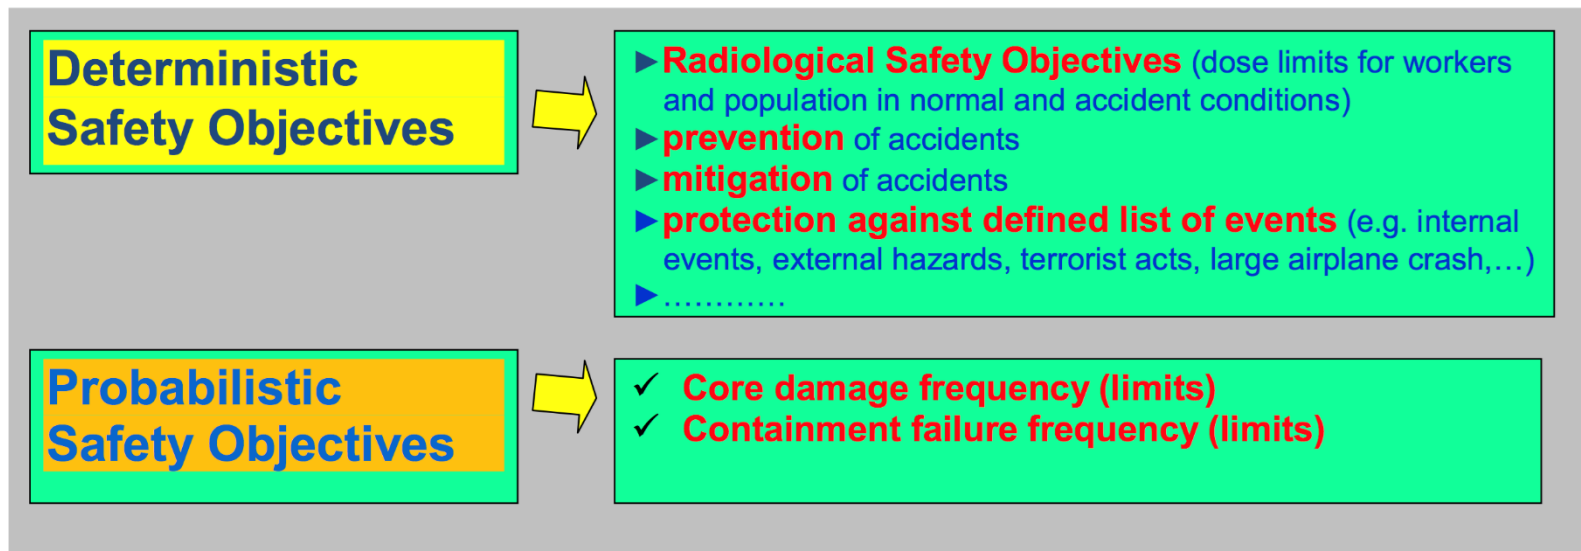 Deterministic
Safety Objectives
►Radiological Safety Objectives (dose limits for workers
and population in normal and accident conditions)
►prevention of accidents
►mitigation of accidents
►protection against defined list of events (e.g. internal
events, external hazards, terrorist acts, large airplane crash,…)
►…………
Probabilistic
Safety Objectives
✓ Core damage frequency (limits)
✓ Containment failure frequency (limits)